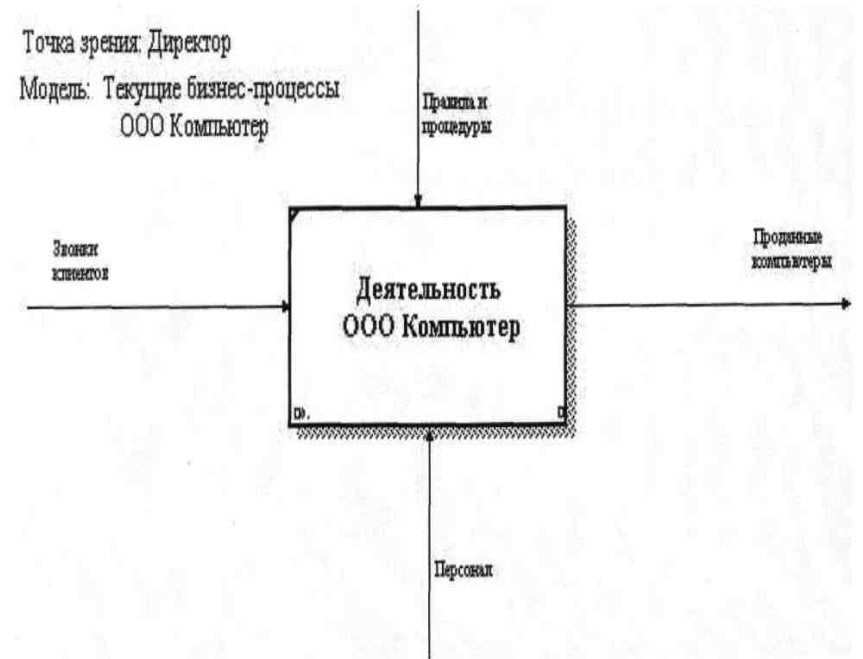 Точка зрения: Директор
Модель: Текущие бизнес-процессы
ООО Компьютер
Правила и
процедуры
Звонки
клиентов
Проданные
компьютеры
Деятельность
ООО Компьютер
Персонал